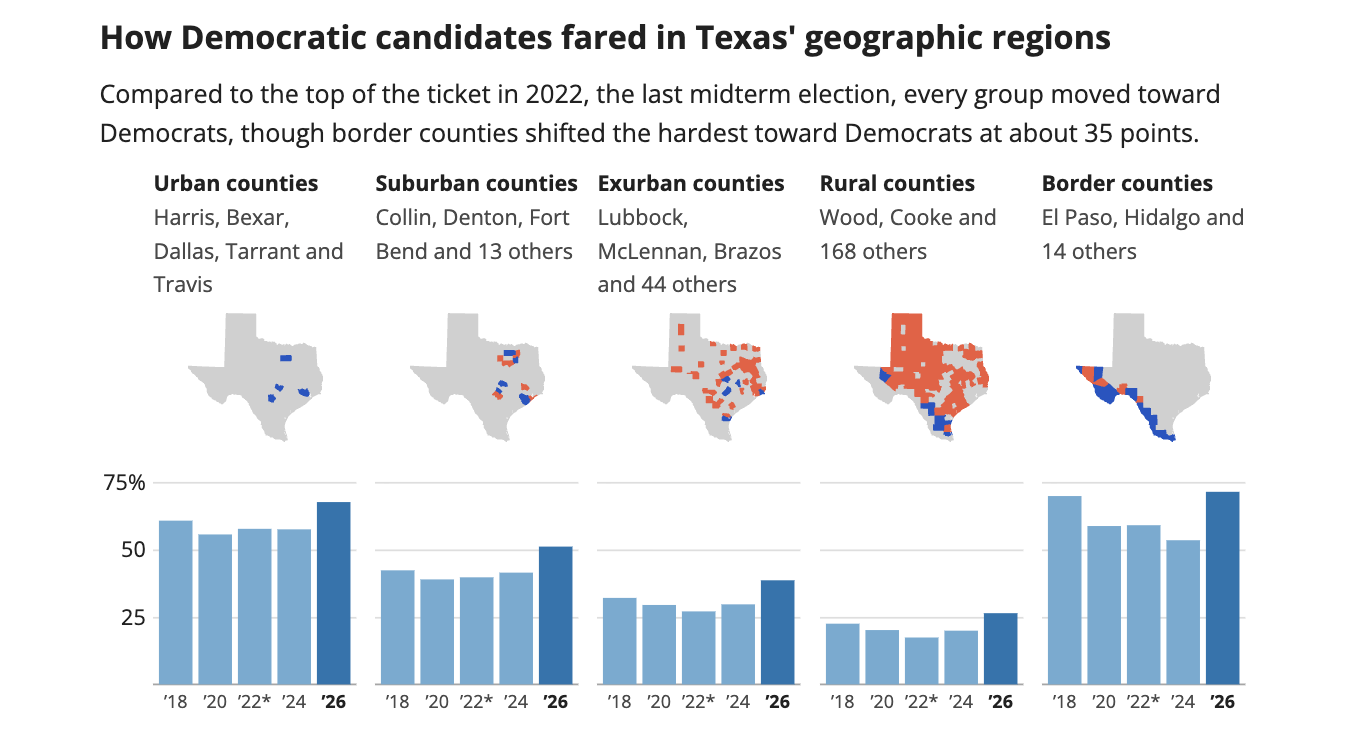 How Democratic candidates fared in Texas' geographic regions
Compared to the top of the ticket in 2022, the last midterm election, every group moved toward
Democrats, though border counties shifted the hardest toward Democrats at about 35 points.
Urban counties
Harris, Bexar,
Dallas, Tarrant and
Travis
Suburban counties
Collin, Denton, Fort
Bend and 13 others
Exurban counties
Lubbock,
McLennan, Brazos
and 44 others
Rural counties
Wood, Cooke and
168 others
Border counties
El Paso, Hidalgo and
14 others
75%
50
25
’18 ’20 ’22* ’24 ’26
’18 ’20 ’22* ’24 ’26
’18 ’20 ’22* ’24 ’26
’18 ’20 ’22* ’24 ’26
’18 ’20 ’22* ’24 ’26